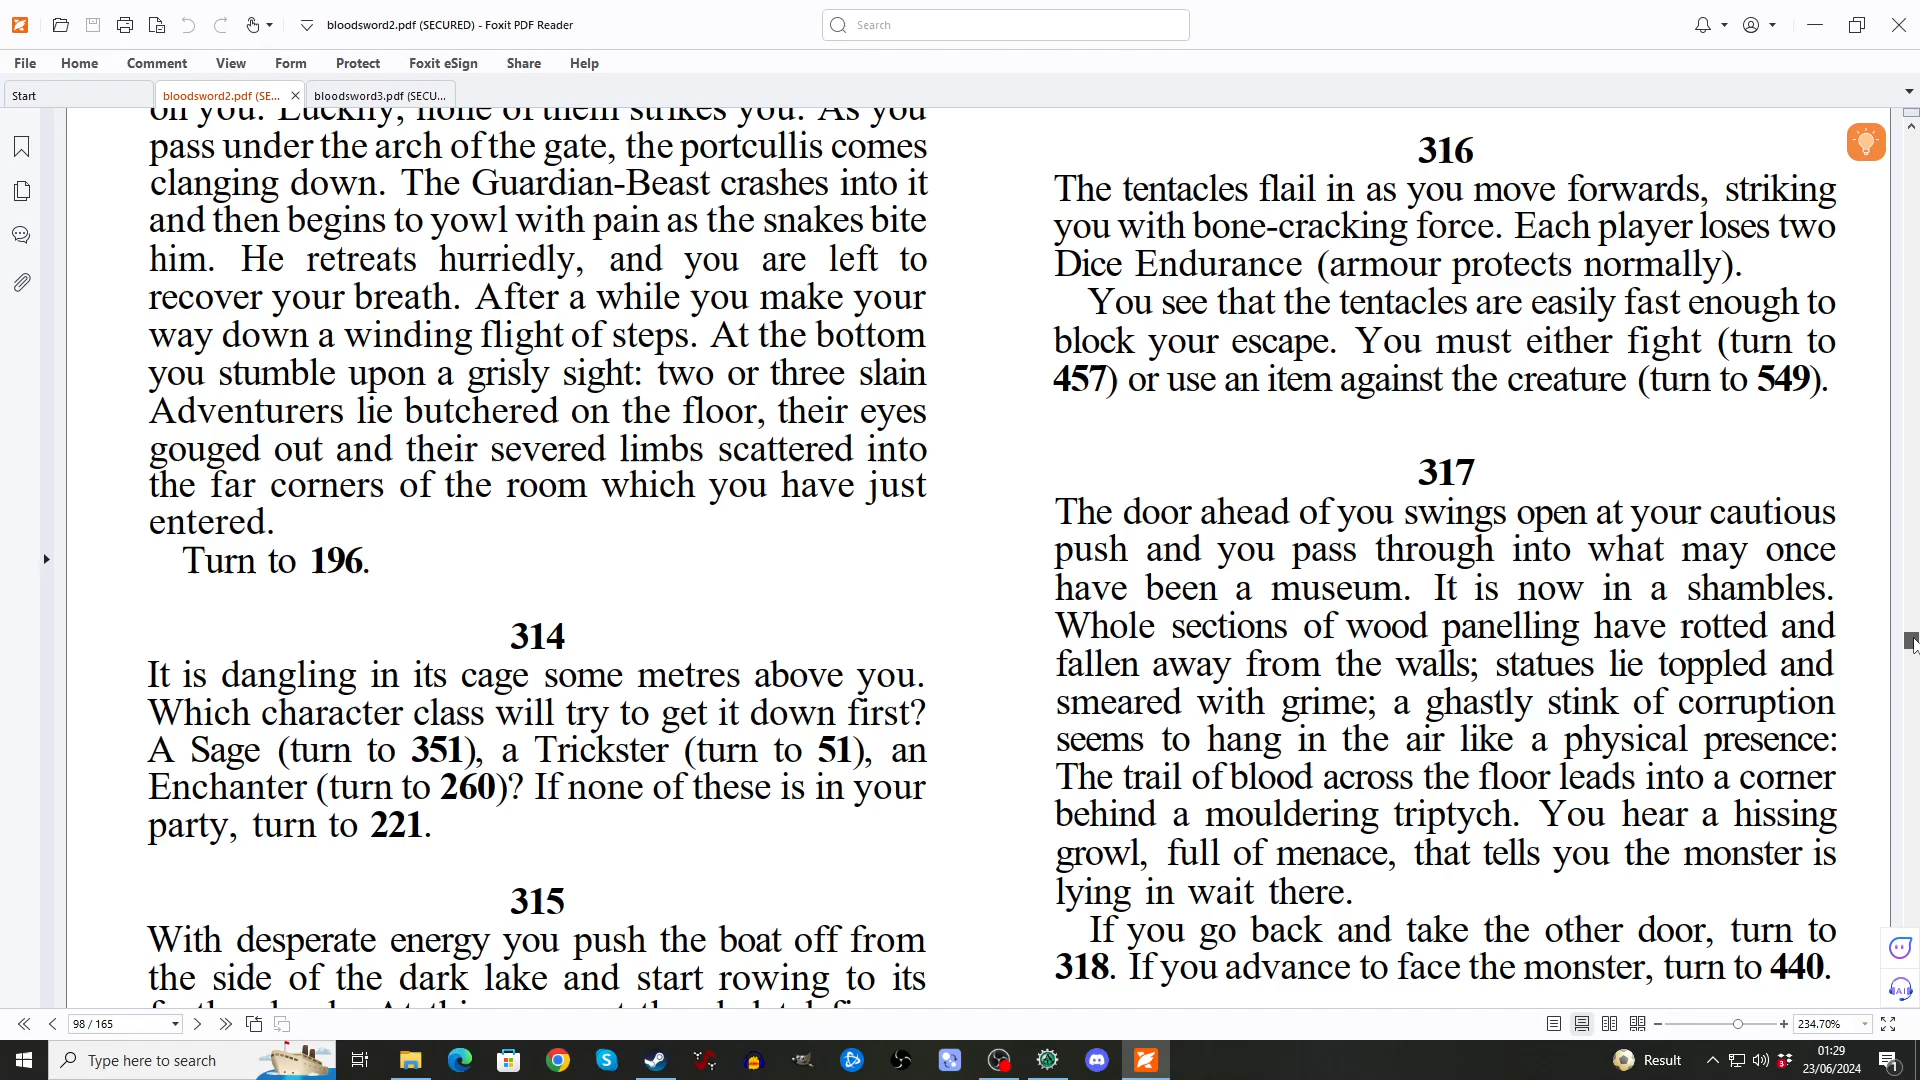 bloodsword2.pdf (SECURED) - Foxit PDF Reader
Search
File Home Comment View Form Protect Foxit eSign Share Help
Start
bloodsword2.pdf (SE...
bloodsword3.pdf (SECU...
on you. Luckily, none of them strikes you. As you
pass under the arch of the gate, the portcullis comes
clanging down. The Guardian-Beast crashes into it
and then begins to yowl with pain as the snakes bite
him. He retreats hurriedly, and you are left to
recover your breath. After a while you make your
way down a winding flight of steps. At the bottom
you stumble upon a grisly sight: two or three slain
Adventurers lie butchered on the floor, their eyes
gouged out and their severed limbs scattered into
the far corners of the room which you have just
entered.
Turn to 196.
314
It is dangling in its cage some metres above you.
Which character class will try to get it down first?
A Sage (turn to 351), a Trickster (turn to 51), an
Enchanter (turn to 260)? If none of these is in your
party, turn to 221.
315
With desperate energy you push the boat off from
the side of the dark lake and start rowing to its
316
The tentacles flail in as you move forwards, striking
you with bone-cracking force. Each player loses two
Dice Endurance (armour protects normally).
You see that the tentacles are easily fast enough to
block your escape. You must either fight (turn to
457) or use an item against the creature (turn to 549).
317
The door ahead of you swings open at your cautious
push and you pass through into what may once
have been a museum. It is now in a shambles.
Whole sections of wood panelling have rotted and
fallen away from the walls; statues lie toppled and
smeared with grime; a ghastly stink of corruption
seems to hang in the air like a physical presence:
The trail of blood across the floor leads into a corner
behind a mouldering triptych. You hear a hissing
growl, full of menace, that tells you the monster is
lying in wait there.
If you go back and take the other door, turn to
318. If you advance to face the monster, turn to 440.
98 / 165
234.70%
Type here to search
Result
01:29
23/06/2024